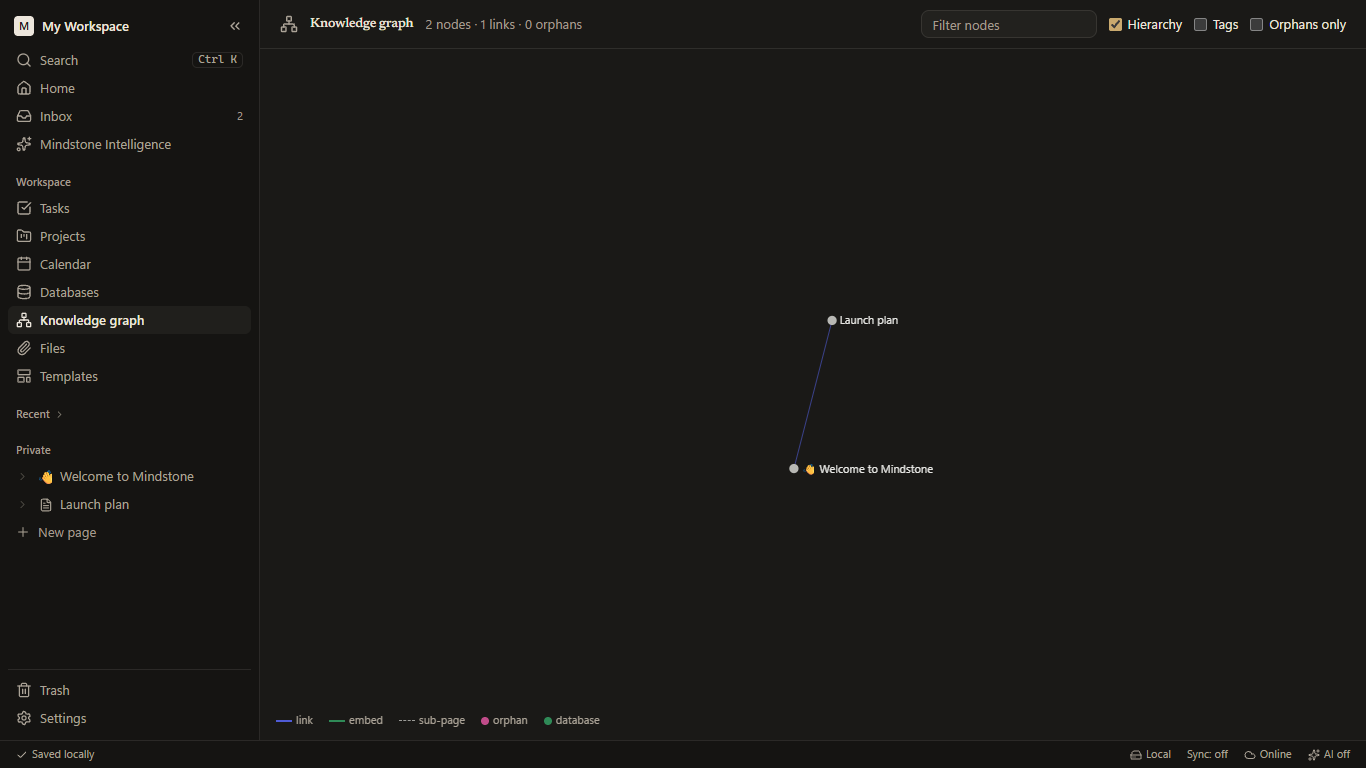 M My Workspace
Search Ctrl K
Home
Inbox 2
Mindstone Intelligence
Workspace
Tasks
Projects
Calendar
Databases
Knowledge graph
Files
Templates
Recent
Private
Welcome to Mindstone
Launch plan
New page
Trash
Settings
Knowledge graph 2 nodes · 1 links · 0 orphans
Filter nodes
Hierarchy Tags Orphans only
Launch plan
Welcome to Mindstone
link embed sub-page orphan database
Saved locally
Local Sync: off Online AI off